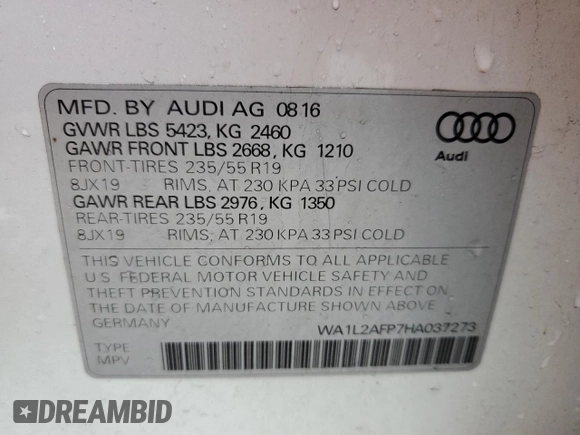 MFD. BY AUDI AG 08 16
GVWR LBS 5423, KG 2460
GAWR FRONT LBS 2668, KG 1210
FRONT-TIRES 235/55 R19
8JX19 RIMS, AT 230 KPA 33 PSI COLD
GAWR REAR LBS 2976, KG 1350
REAR-TIRES 235/55 R19
8JX19 RIMS, AT 230 KPA 33 PSI COLD
Audi
THIS VEHICLE CONFORMS TO ALL APPLICABLE
U.S. FEDERAL MOTOR VEHICLE SAFETY AND
THEFT PREVENTION STANDARDS IN EFFECT ON
THE DATE OF MANUFACTURE SHOWN ABOVE.
GERMANY
WA1L2AFP7HA037273
TYPE
MPV
DREAMBID